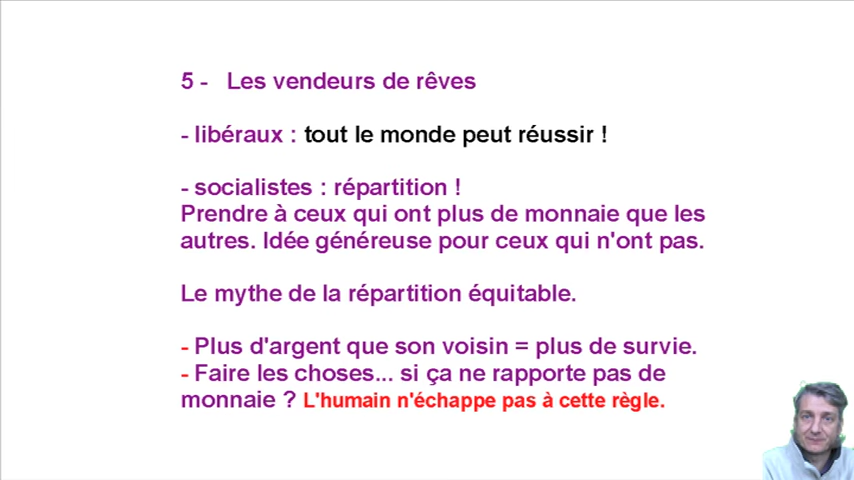 5 - Les vendeurs de rêves
- libéraux : tout le monde peut réussir !
- socialistes : répartition !
Prendre à ceux qui ont plus de monnaie que les
autres. Idée généreuse pour ceux qui n'ont pas.
Le mythe de la répartition équitable.
- Plus d'argent que son voisin = plus de survie.
- Faire les choses... si ça ne rapporte pas de
monnaie ? L'humain n'échappe pas à cette règle.